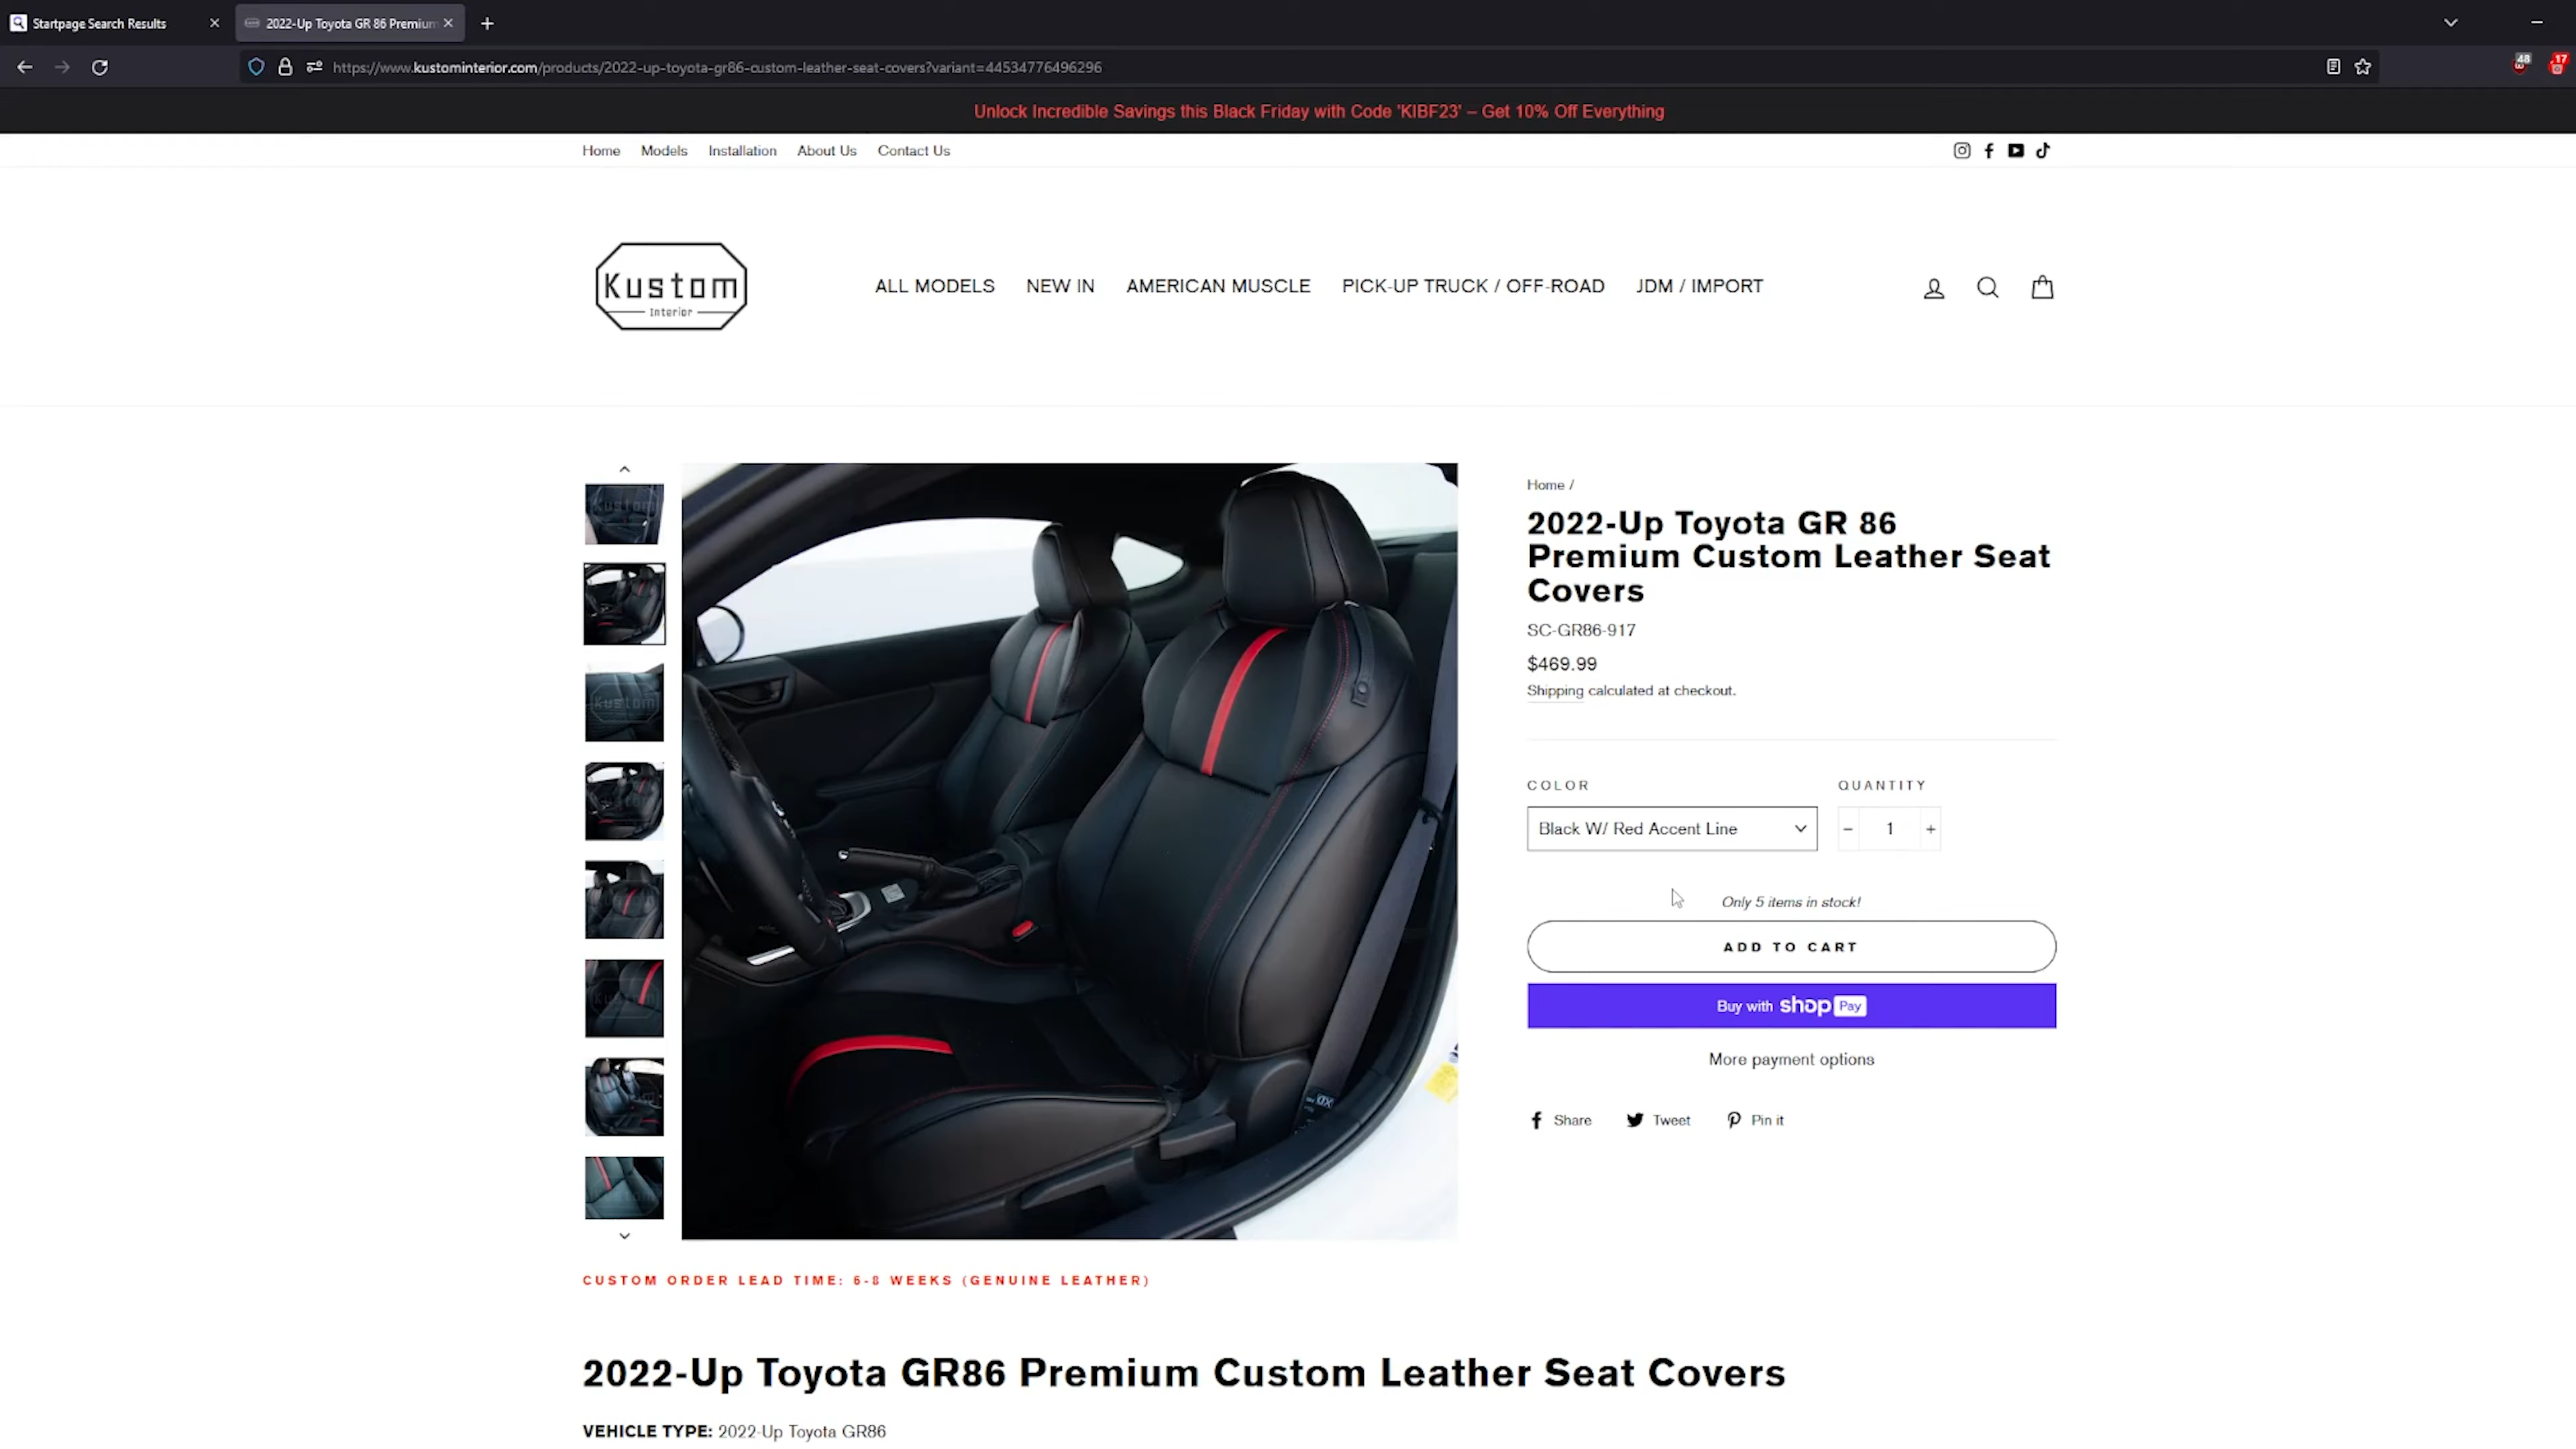 Startpage Search Results
2022-Up Toyota GR 86 Premium
https://www.kustominterior.com/products/2022-up-toyota-gr86-custom-leather-seat-covers?variant=44534776496296
48
17
Unlock Incredible Savings this Black Friday with Code 'KIBF23' – Get 10% Off Everything
Home Models Installation About Us Contact Us
Kustom
Interior
ALL MODELS NEW IN AMERICAN MUSCLE PICK-UP TRUCK / OFF-ROAD JDM / IMPORT
Home /
2022-Up Toyota GR 86
Premium Custom Leather Seat
Covers
SC-GR86-917
$469.99
Shipping calculated at checkout.
COLOR QUANTITY
Black W/ Red Accent Line − 1 +
Only 5 items in stock!
ADD TO CART
Buy with shop Pay
More payment options
Share Tweet Pin it
CUSTOM ORDER LEAD TIME: 6-8 WEEKS (GENUINE LEATHER)
2022-Up Toyota GR86 Premium Custom Leather Seat Covers
VEHICLE TYPE: 2022-Up Toyota GR86